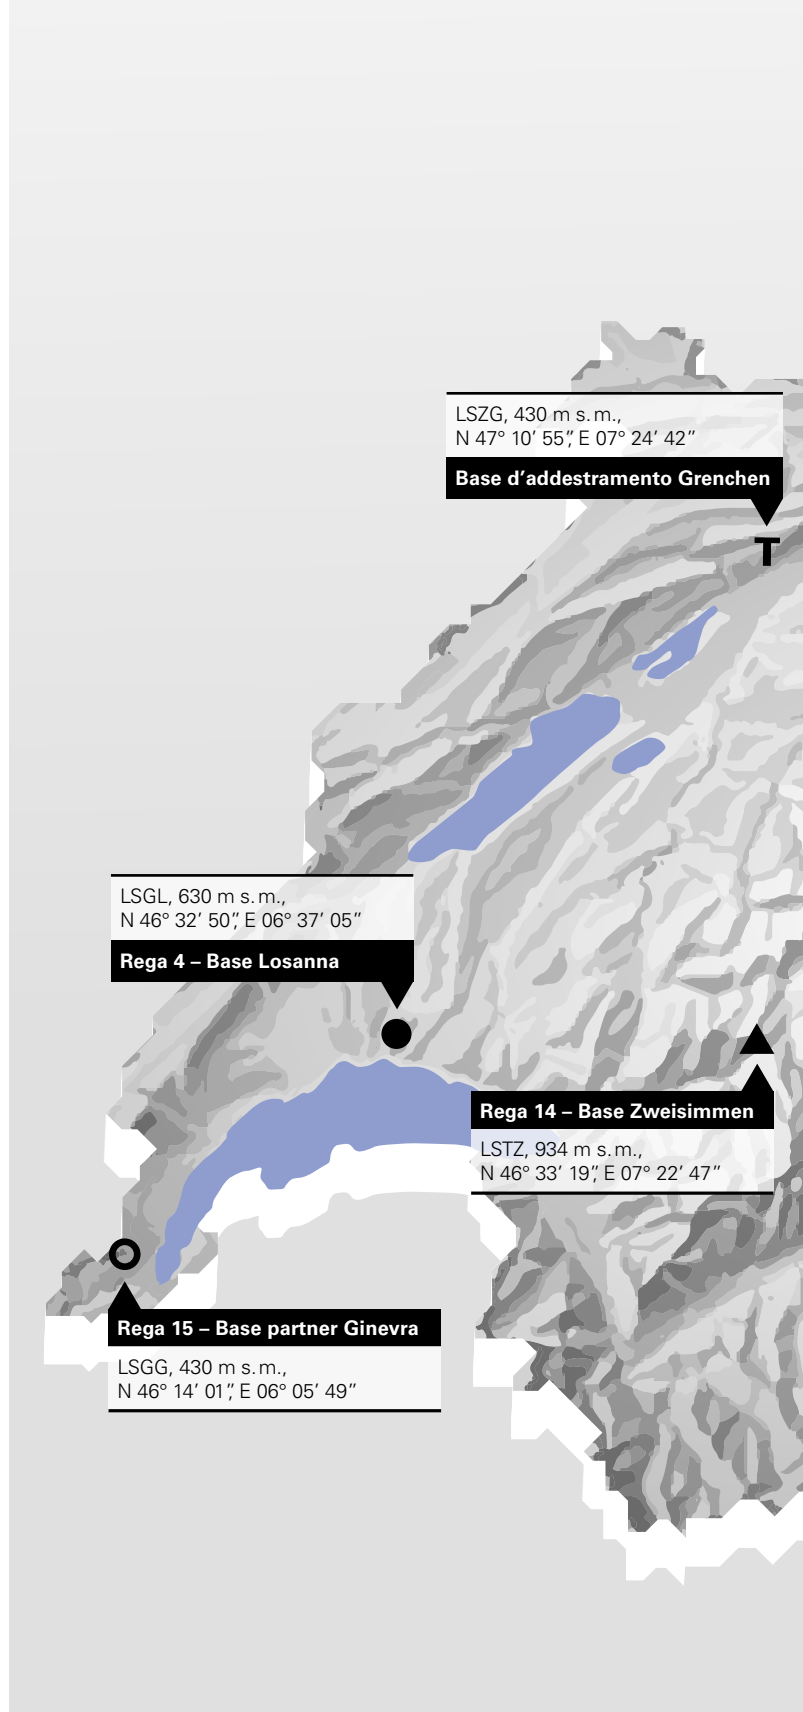 LSZG, 430 m s. m.,
N 47° 10’ 55”, E 07° 24’ 42”
Base d’addestramento Grenchen
T
LSGL, 630 m s. m.,
N 46° 32’ 50”, E 06° 37’ 05”
Rega 4 – Base Losanna
Rega 14 – Base Zweisimmen
LSTZ, 934 m s. m.,
N 46° 33’ 19”, E 07° 22’ 47”
Rega 15 – Base partner Ginevra
LSGG, 430 m s. m.,
N 46° 14’ 01”, E 06° 05’ 49”